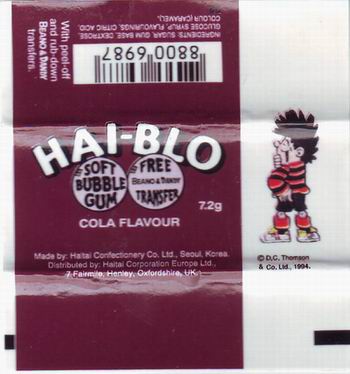 INGREDIENTS: SUGAR, GUM BASE, DEXTROSE,
GLUCOSE SYRUP, FLAVOURINGS, CITRIC ACID,
COLOUR (CARAMEL).
With peel-off
and rub-down
BEANO & DANDY
transfers.
8800 6987
HAI-BLO
SOFT
BUBBLE
GUM
FREE
BEANO & DANDY
TRANSFER
7.2g
COLA FLAVOUR
Made by: Haitai Confectionery Co. Ltd., Seoul, Korea.
Distributed by: Haitai Corporation Europe Ltd.,
7 Fairmile, Henley, Oxfordshire, UK.
© D.C. Thomson
& Co. Ltd., 1994.